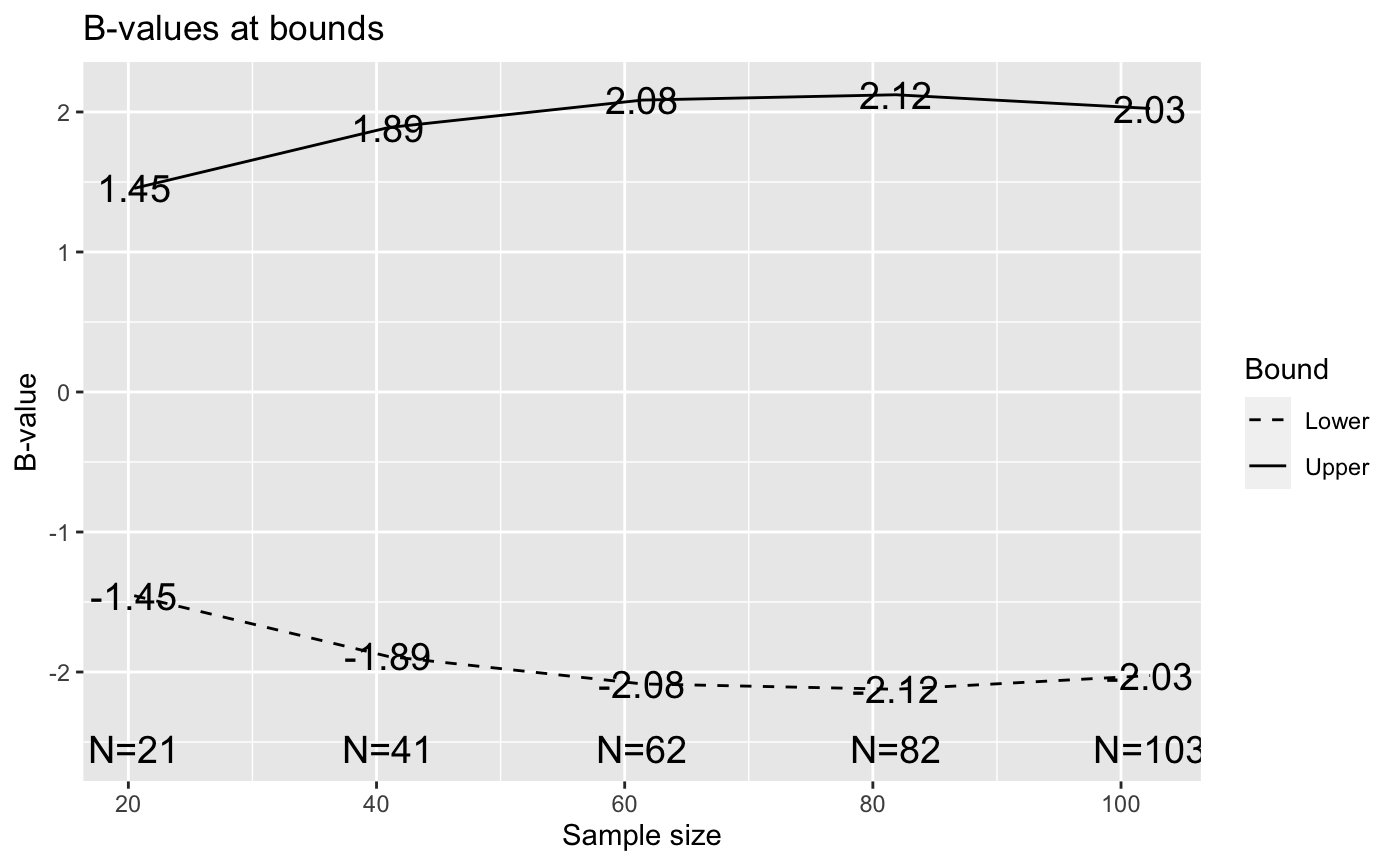 B-values at bounds
B-value
2
1
0
-1
-2
1.45
1.89
2.08
2.12
2.03
-1.45
-1.89
-2.08
-2.12
-2.03
N=21
N=41
N=62
N=82
N=103
20
40
60
80
100
Sample size
Bound
Lower
Upper